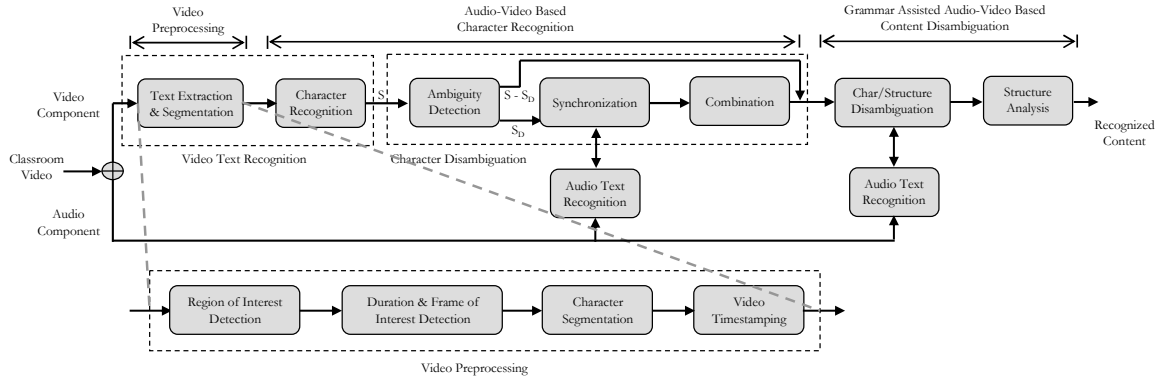 Video
Preprocessing
Audio-Video Based
Character Recognition
Grammar Assisted Audio-Video Based
Content Disambiguation
Video
Component
Text Extraction
& Segmentation
Character
Recognition
S
Ambiguity
Detection
S - SD
SD
Synchronization
Combination
Char/Structure
Disambiguation
Structure
Analysis
Recognized
Content
Video Text Recognition
Character Disambiguation
Classroom
Video
Audio Text
Recognition
Audio Text
Recognition
Audio
Component
Region of Interest
Detection
Duration & Frame of
Interest Detection
Character
Segmentation
Video
Timestamping
Video Preprocessing